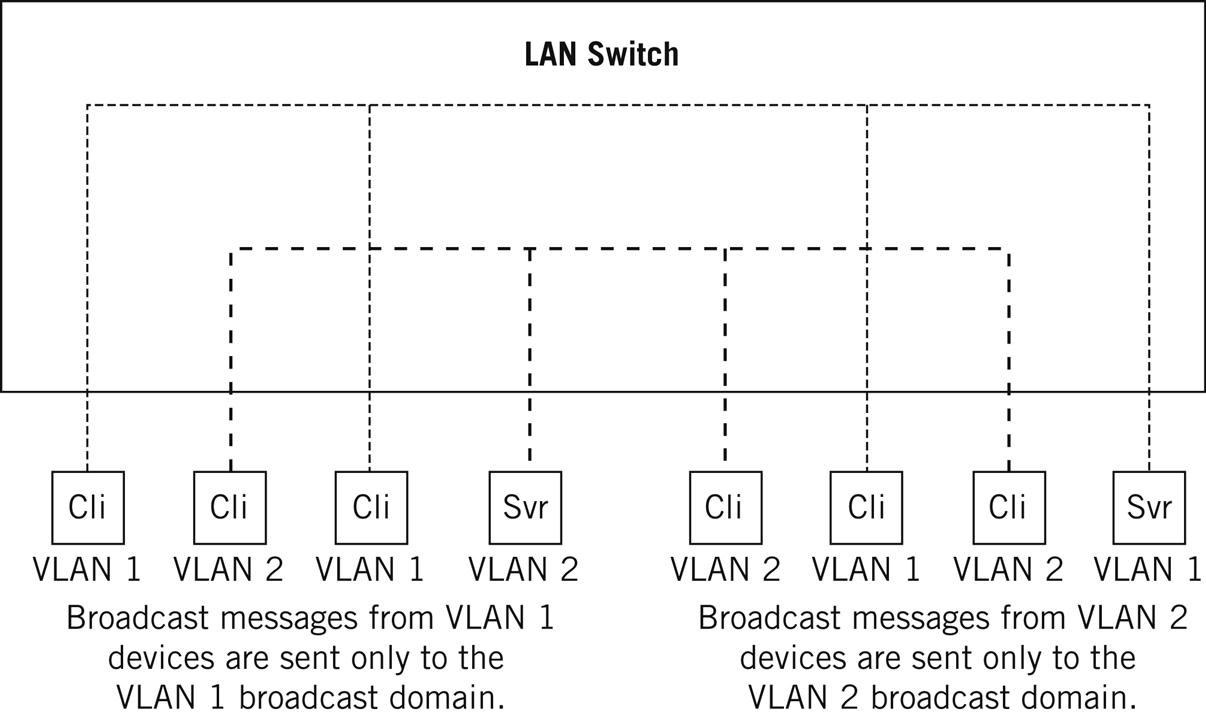 LAN Switch
Cli Cli Cli Svr Cli Cli Cli Svr
VLAN 1 VLAN 2 VLAN 1 VLAN 2 VLAN 2 VLAN 1 VLAN 2 VLAN 1
Broadcast messages from VLAN 1
devices are sent only to the
VLAN 1 broadcast domain.
Broadcast messages from VLAN 2
devices are sent only to the
VLAN 2 broadcast domain.